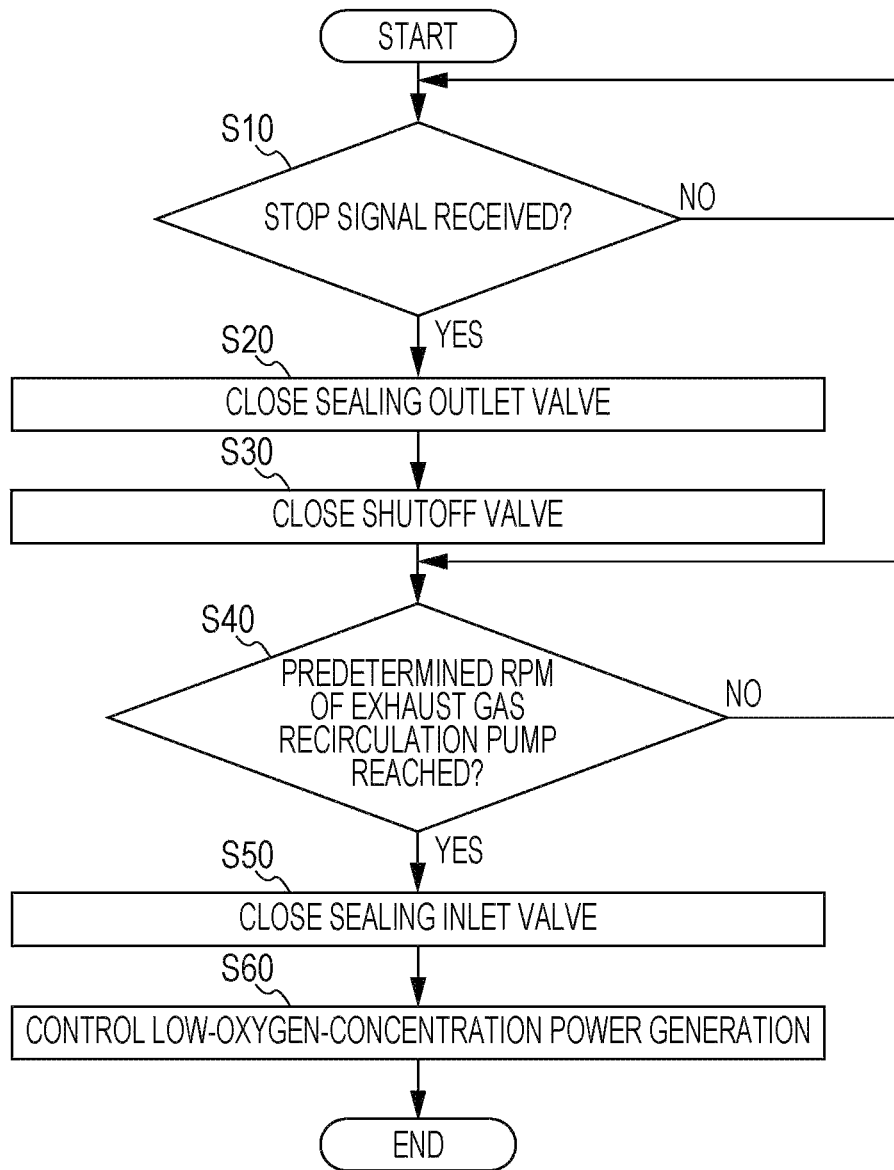 START
S10
STOP SIGNAL RECEIVED?
NO
YES
S20
CLOSE SEALING OUTLET VALVE
S30
CLOSE SHUTOFF VALVE
S40
PREDETERMINED RPM
OF EXHAUST GAS
RECIRCULATION PUMP
REACHED?
NO
YES
S50
CLOSE SEALING INLET VALVE
S60
CONTROL LOW-OXYGEN-CONCENTRATION POWER GENERATION
END